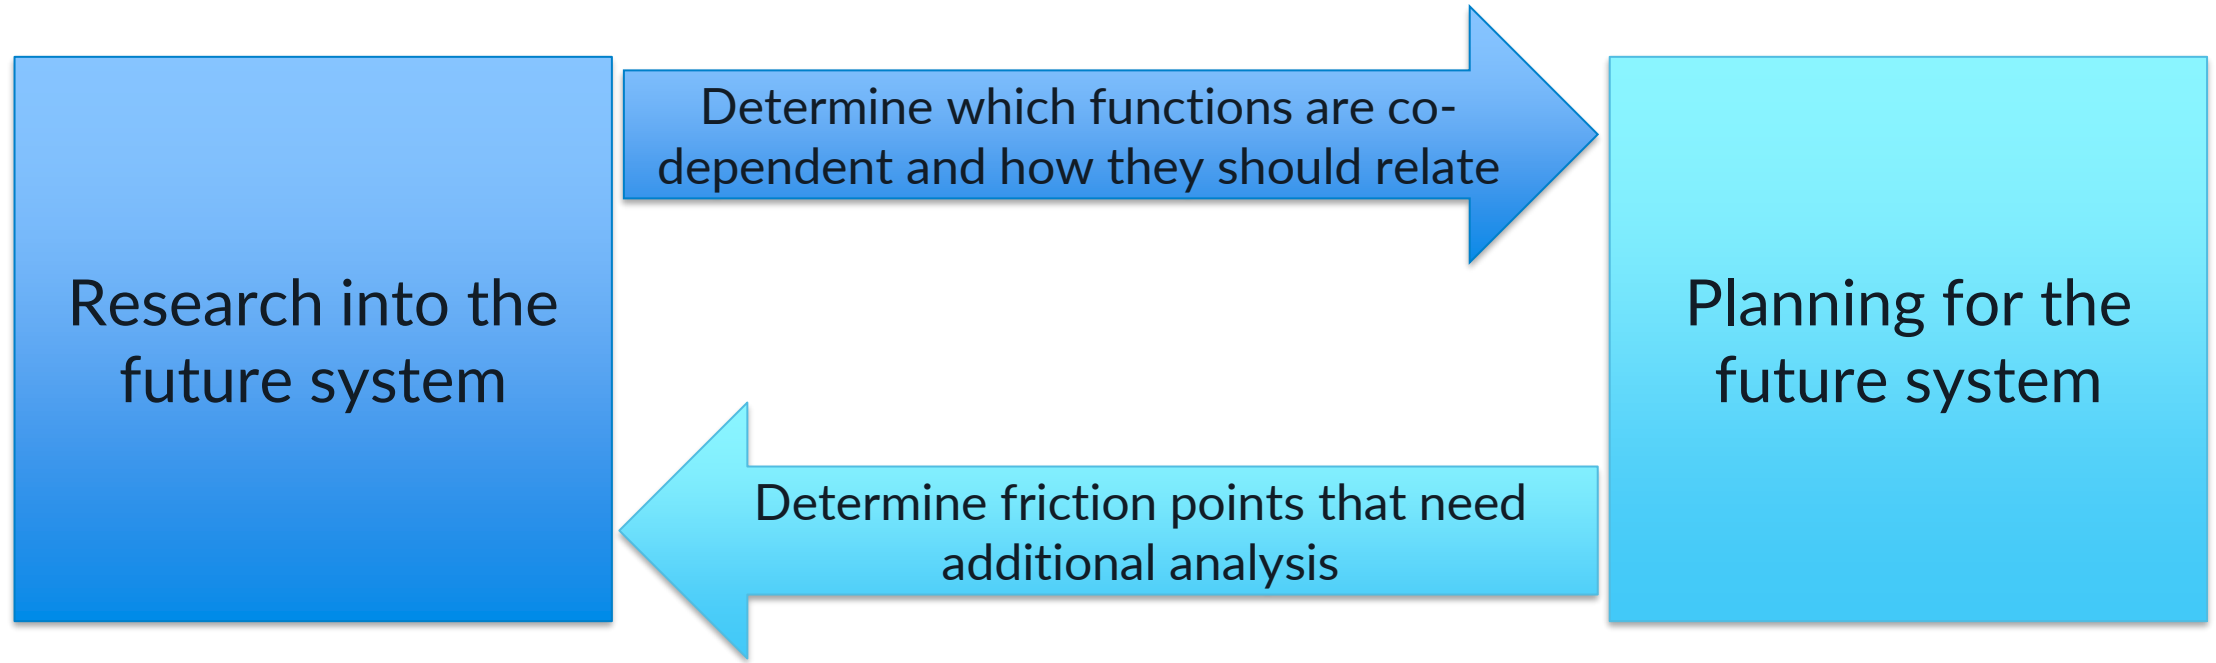 Determine which functions are co-
dependent and how they should relate
Research into the
future system
Planning for the
future system
Determine friction points that need
additional analysis